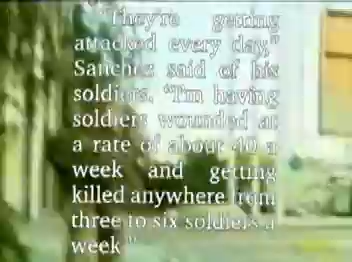 "They're getting
attacked every day,"
Sanchez said of his
soldiers. "I'm having
soldiers wounded at
a rate of about 40 a
week and getting
killed anywhere from
three to six soldiers a
week."